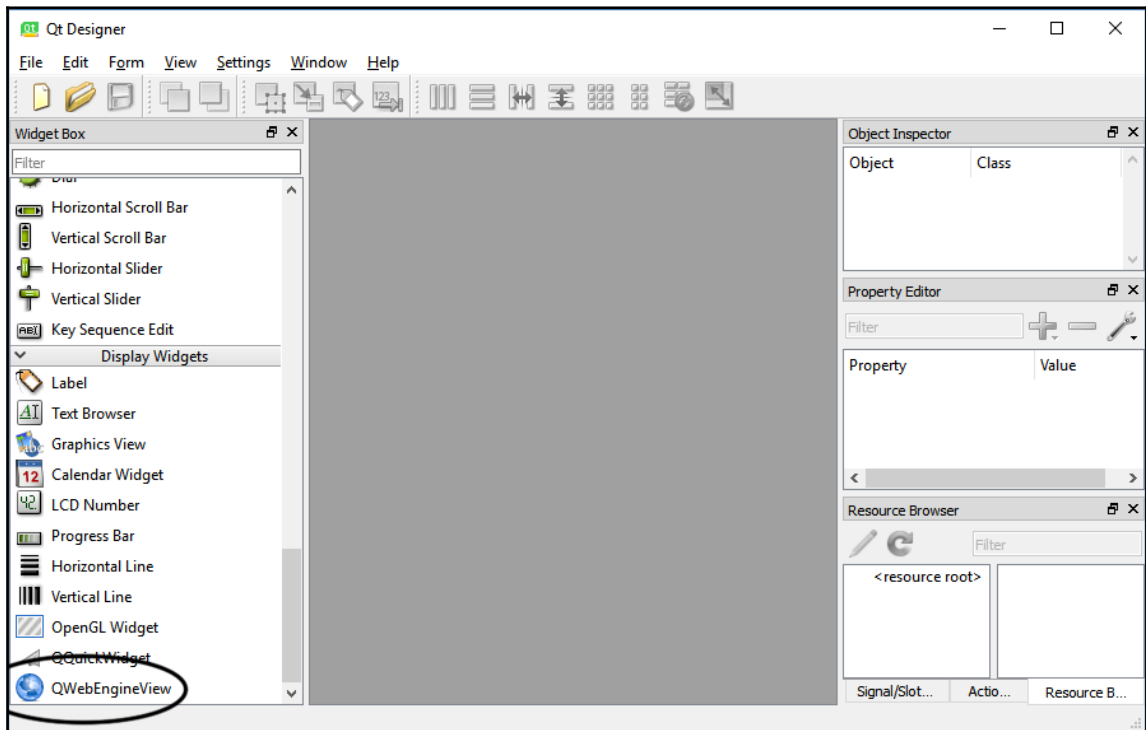 Qt Designer
File Edit Form View Settings Window Help
Widget Box
Filter
Dial
Horizontal Scroll Bar
Vertical Scroll Bar
Horizontal Slider
Vertical Slider
Key Sequence Edit
Display Widgets
Label
Text Browser
Graphics View
Calendar Widget
LCD Number
Progress Bar
Horizontal Line
Vertical Line
OpenGL Widget
QQuickWidget
QWebEngineView
Object Inspector
Object Class
Property Editor
Filter
Property Value
Resource Browser
Filter
<resource root>
Signal/Slot... Actio... Resource B...